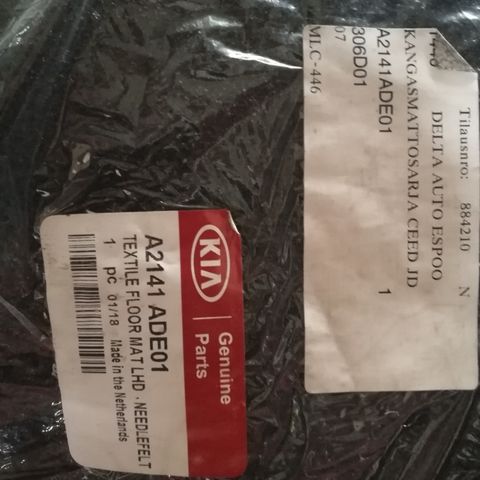 Tilausnro: 884210 N
DELTA AUTO ESPOO
KANGASMATTOSARJA CEED JD
A2141ADE01 1
306D01
07
MLC-446
KIA
Genuine
Parts
A2141 ADE01
TEXTILE FLOOR MAT LHD - NEEDLEFELT
1 pc 01/18 Made in the Netherlands